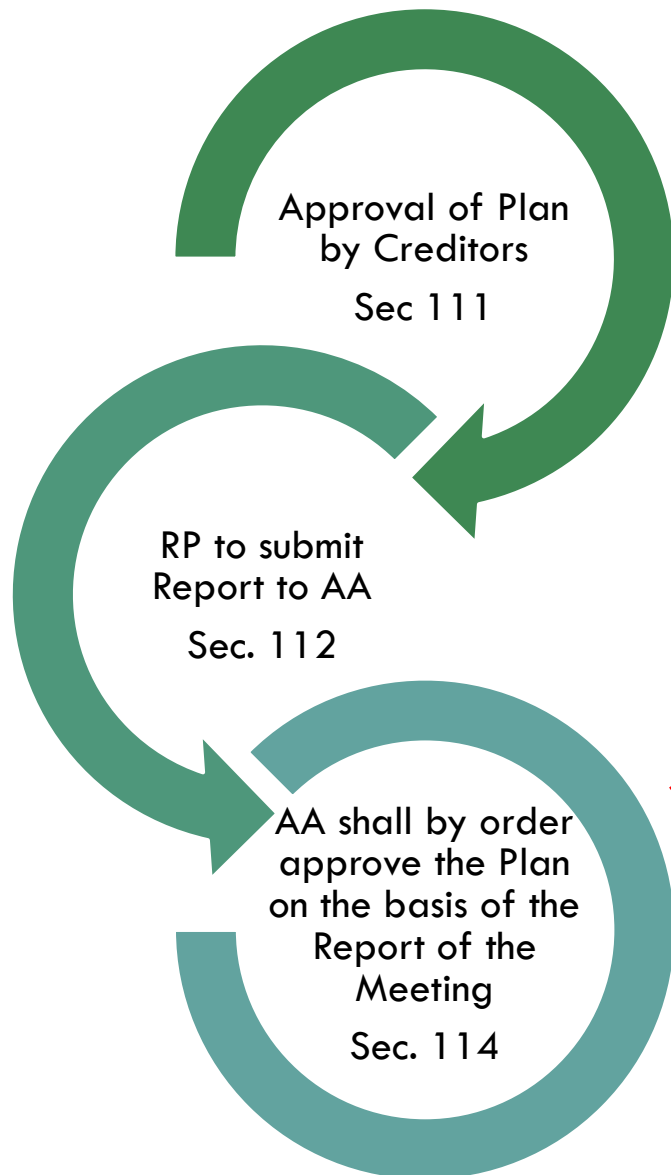 Approval of Plan
by Creditors
Sec 111
RP to submit
Report to AA
Sec. 112
AA shall by order
approve the Plan
on the basis of the
Report of the
Meeting
Sec. 114